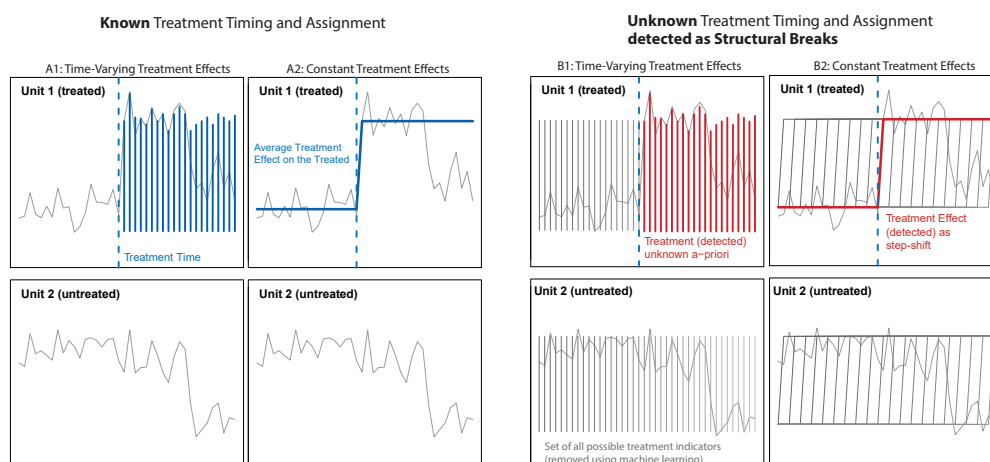 Known Treatment Timing and Assignment
A1: Time-Varying Treatment Effects
A2: Constant Treatment Effects
Unit 1 (treated)
Treatment Time
Unit 1 (treated)
Average Treatment
Effect on the Treated
Unit 2 (untreated)
Unit 2 (untreated)
Unknown Treatment Timing and Assignment
detected as Structural Breaks
B1: Time-Varying Treatment Effects
B2: Constant Treatment Effects
Unit 1 (treated)
Treatment (detected)
unknown a−priori
Unit 1 (treated)
Treatment Effect
(detected) as
step-shift
Unit 2 (untreated)
Set of all possible treatment indicators
(removed using machine learning)
Unit 2 (untreated)